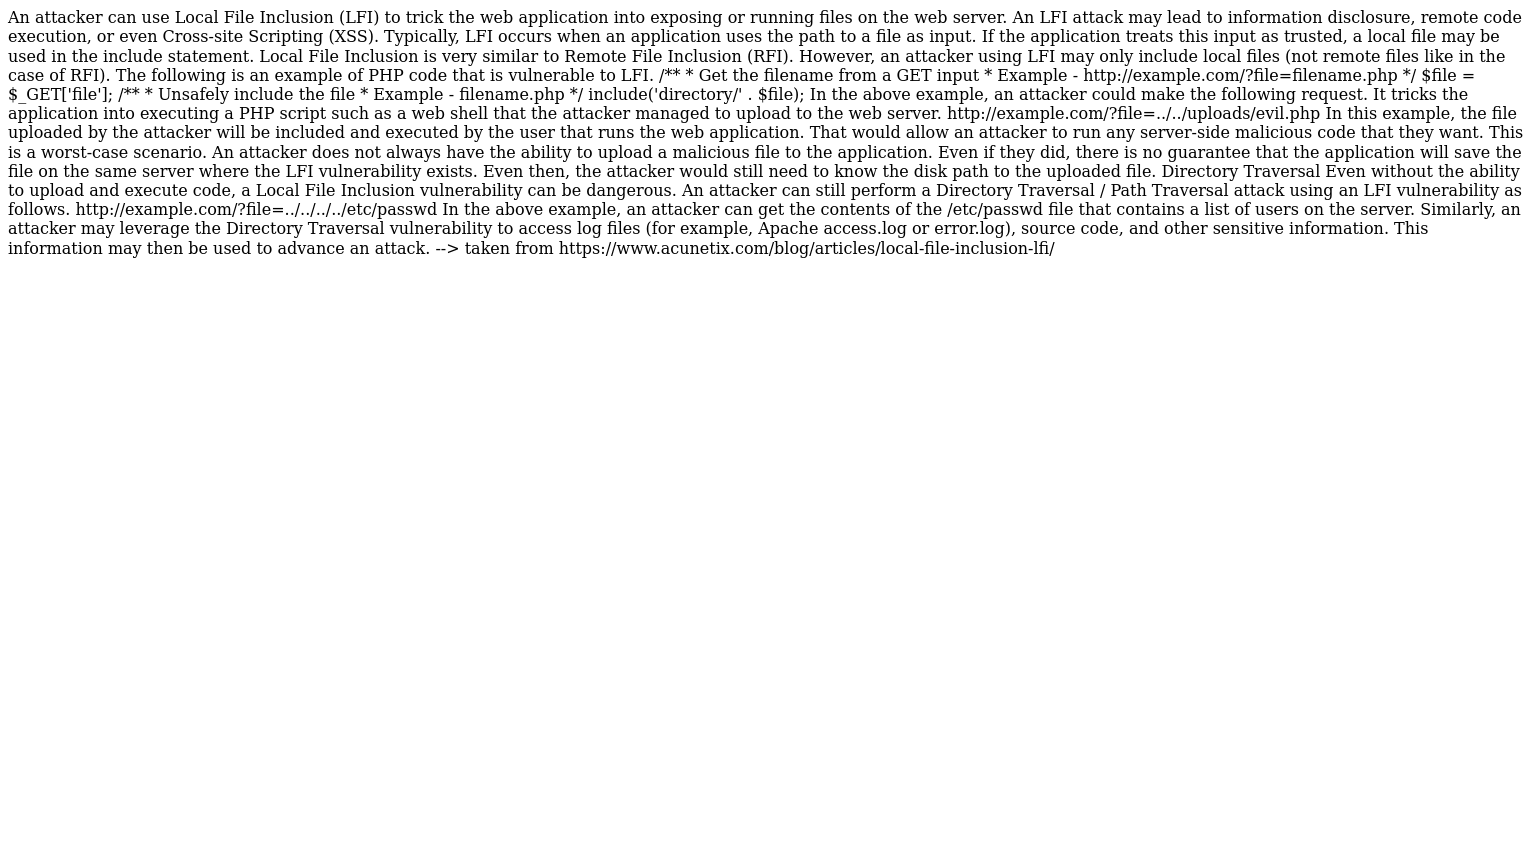 An attacker can use Local File Inclusion (LFI) to trick the web application into exposing or running files on the web server. An LFI attack may lead to information disclosure, remote code
execution, or even Cross-site Scripting (XSS). Typically, LFI occurs when an application uses the path to a file as input. If the application treats this input as trusted, a local file may be
used in the include statement. Local File Inclusion is very similar to Remote File Inclusion (RFI). However, an attacker using LFI may only include local files (not remote files like in the
case of RFI). The following is an example of PHP code that is vulnerable to LFI. /** * Get the filename from a GET input * Example - http://example.com/?file=filename.php */ $file =
$_GET['file']; /** * Unsafely include the file * Example - filename.php */ include('directory/' . $file); In the above example, an attacker could make the following request. It tricks the
application into executing a PHP script such as a web shell that the attacker managed to upload to the web server. http://example.com/?file=../../uploads/evil.php In this example, the file
uploaded by the attacker will be included and executed by the user that runs the web application. That would allow an attacker to run any server-side malicious code that they want. This
is a worst-case scenario. An attacker does not always have the ability to upload a malicious file to the application. Even if they did, there is no guarantee that the application will save the
file on the same server where the LFI vulnerability exists. Even then, the attacker would still need to know the disk path to the uploaded file. Directory Traversal Even without the ability
to upload and execute code, a Local File Inclusion vulnerability can be dangerous. An attacker can still perform a Directory Traversal / Path Traversal attack using an LFI vulnerability as
follows. http://example.com/?file=../../../../etc/passwd In the above example, an attacker can get the contents of the /etc/passwd file that contains a list of users on the server. Similarly, an
attacker may leverage the Directory Traversal vulnerability to access log files (for example, Apache access.log or error.log), source code, and other sensitive information. This
information may then be used to advance an attack. --> taken from https://www.acunetix.com/blog/articles/local-file-inclusion-lfi/